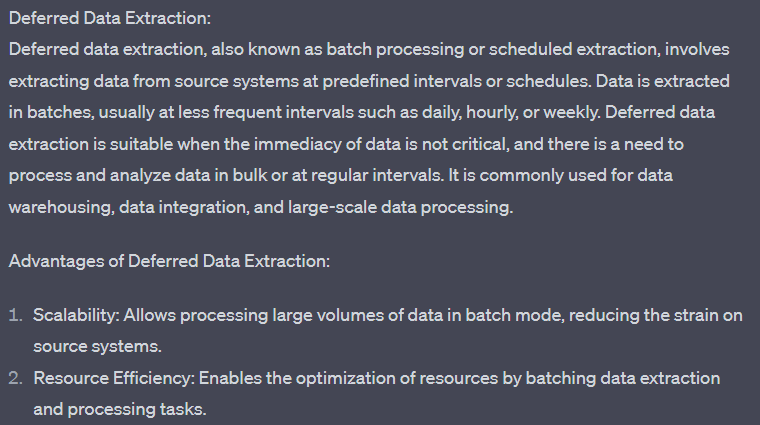 Deferred Data Extraction:
Deferred data extraction, also known as batch processing or scheduled extraction, involves
extracting data from source systems at predefined intervals or schedules. Data is extracted
in batches, usually at less frequent intervals such as daily, hourly, or weekly. Deferred data
extraction is suitable when the immediacy of data is not critical, and there is a need to
process and analyze data in bulk or at regular intervals. It is commonly used for data
warehousing, data integration, and large-scale data processing.
Advantages of Deferred Data Extraction:
1. Scalability: Allows processing large volumes of data in batch mode, reducing the strain on
source systems.
2. Resource Efficiency: Enables the optimization of resources by batching data extraction
and processing tasks.